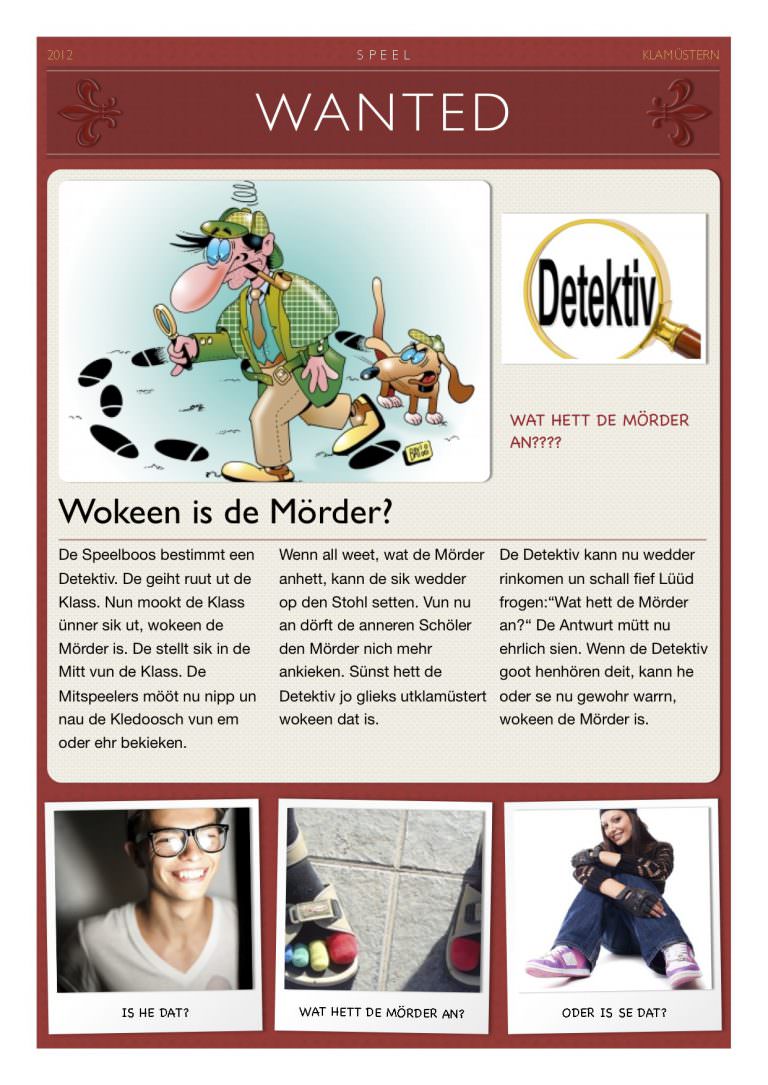 2012
SPEEL
KLAMÜSTERN
WANTED
Detektiv
WAT HETT DE MÖRDER
AN????
Wokeen is de Mörder?
De Speelboos bestimmt een
Detektiv. De geiht ruut ut de
Klass. Nun mookt de Klass
ünner sik ut, wokeen de
Mörder is. De stellt sik in de
Mitt vun de Klass. De
Mitspeelers mööt nu nipp un
nau de Kledoosch vun em
oder ehr bekieken.
Wenn all weet, wat de Mörder
anhett, kann de sik wedder
op den Stohl setten. Vun nu
an dörft de anneren Schöler
den Mörder nich mehr
ankieken. Sünst hett de
Detektiv jo glieks utklamüstert
wokeen dat is.
De Detektiv kann nu wedder
rinkomen un schall fief Lüüd
frogen:“Wat hett de Mörder
an?“ De Antwurt mütt nu
ehrlich sien. Wenn de Detektiv
goot henhören deit, kann he
oder se nu gewohr warrn,
wokeen de Mörder is.
IS HE DAT?
WAT HETT DE MÖRDER AN?
ODER IS SE DAT?